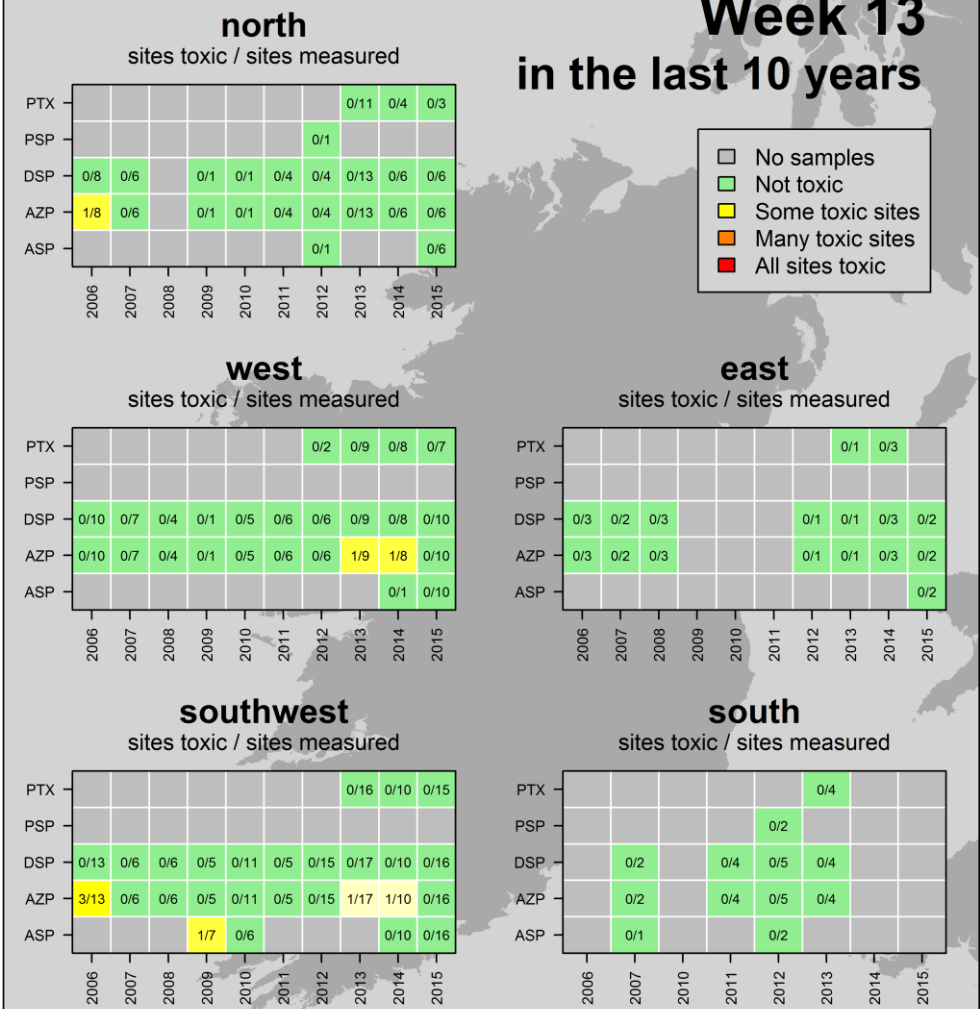 Week 13
in the last 10 years
No samples
Not toxic
Some toxic sites
Many toxic sites
All sites toxic
north
sites toxic / sites measured
PTX 0/11 0/4 0/3
PSP 0/1
DSP 0/8 0/6 0/1 0/1 0/4 0/4 0/13 0/6 0/6
AZP 1/8 0/6 0/1 0/1 0/4 0/4 0/13 0/6 0/6
ASP 0/1 0/6
2006 2007 2008 2009 2010 2011 2012 2013 2014 2015
west
sites toxic / sites measured
PTX 0/2 0/9 0/8 0/7
PSP
DSP 0/10 0/7 0/4 0/1 0/5 0/6 0/6 0/9 0/8 0/10
AZP 0/10 0/7 0/4 0/1 0/5 0/6 0/6 1/9 1/8 0/10
ASP 0/1 0/10
2006 2007 2008 2009 2010 2011 2012 2013 2014 2015
east
sites toxic / sites measured
PTX 0/1 0/3
PSP
DSP 0/3 0/2 0/3 0/1 0/1 0/3 0/2
AZP 0/3 0/2 0/3 0/1 0/1 0/3 0/2
ASP 0/2
2006 2007 2008 2009 2010 2011 2012 2013 2014 2015
southwest
sites toxic / sites measured
PTX 0/16 0/10 0/15
PSP
DSP 0/13 0/6 0/6 0/5 0/11 0/5 0/15 0/17 0/10 0/16
AZP 3/13 0/6 0/6 0/5 0/11 0/5 0/15 1/17 1/10 0/16
ASP 1/7 0/6 0/10 0/16
2006 2007 2008 2009 2010 2011 2012 2013 2014 2015
south
sites toxic / sites measured
PTX 0/4
PSP 0/2
DSP 0/2 0/4 0/5 0/4
AZP 0/2 0/4 0/5 0/4
ASP 0/1 0/2
2006 2007 2010 2011 2012 2013 2014 2015